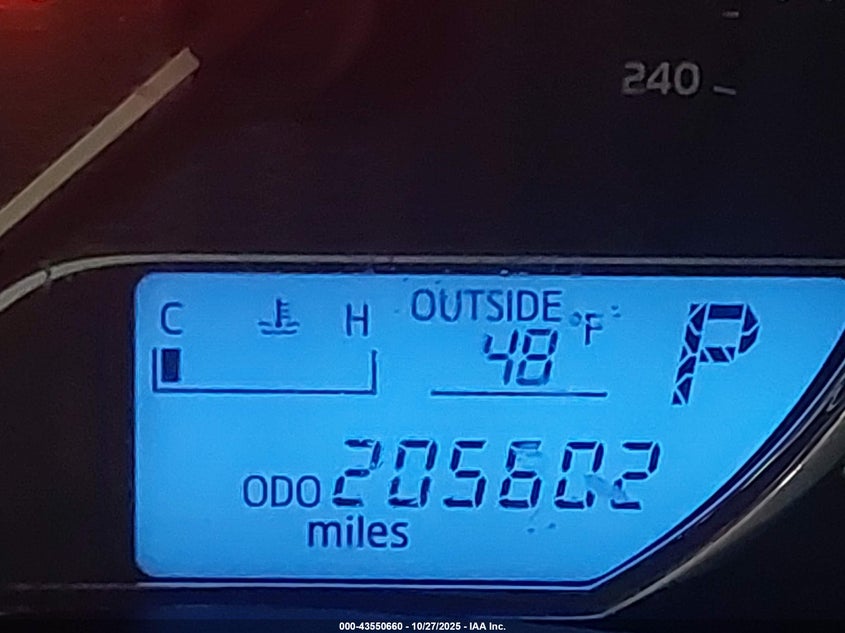 240
C H OUTSIDE °F P
48
ODO 205602
miles
000-43550660 - 10/27/2025 - IAA Inc.